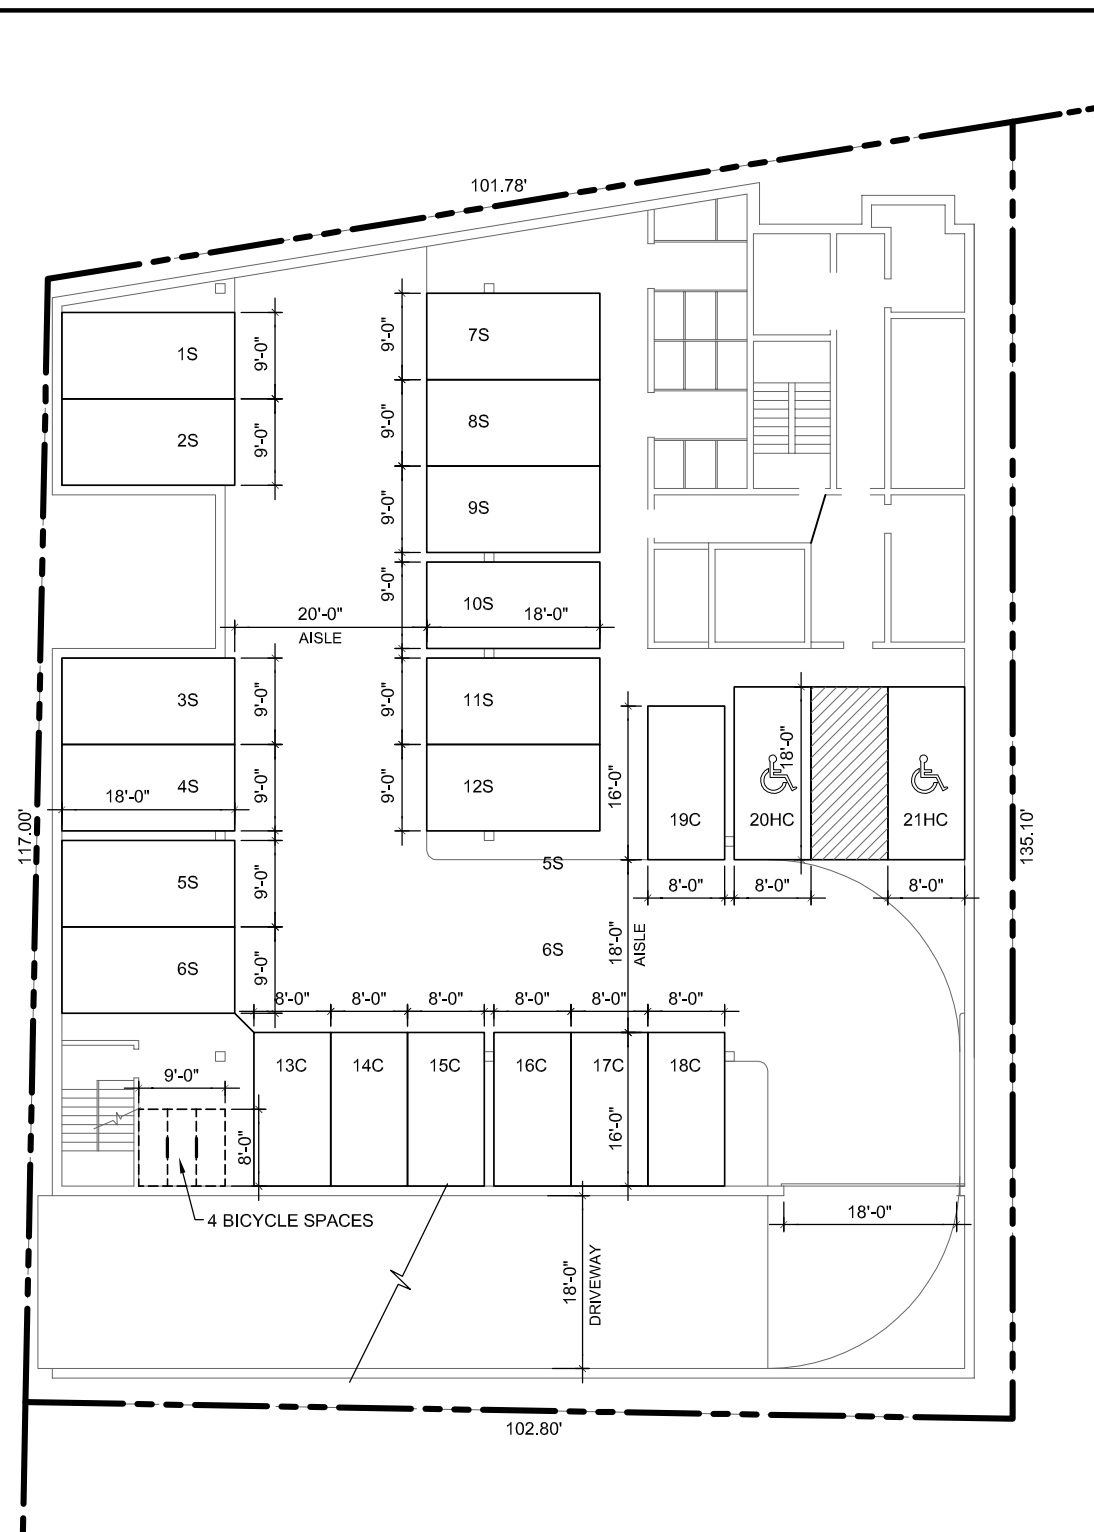 101.78'
1S
9'-0"
2S
9'-0"
9'-0"
7S
9'-0"
8S
9'-0"
9S
9'-0"
10S
18'-0"
20'-0"
AISLE
3S
9'-0"
9'-0"
11S
18'-0"
4S
9'-0"
9'-0"
12S
117.00'
5S
9'-0"
6S
9'-0"
5S
6S
16'-0"
19C
18'-0"
20HC
21HC
8'-0"
8'-0"
8'-0"
135.10'
18'-0"
AISLE
8'-0"
8'-0"
8'-0"
8'-0"
8'-0"
8'-0"
13C
14C
15C
16C
17C
18C
16'-0"
9'-0"
8'-0"
4 BICYCLE SPACES
18'-0"
18'-0"
DRIVEWAY
102.80'